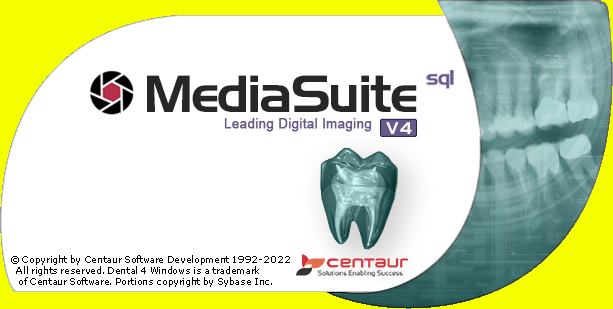 MediaSuite sql
Leading Digital Imaging V4
© Copyright by Centaur Software Development 1992-2022
All rights reserved. Dental 4 Windows is a trademark
of Centaur Software. Portions copyright by Sybase Inc.
centaur
Solutions Enabling Success